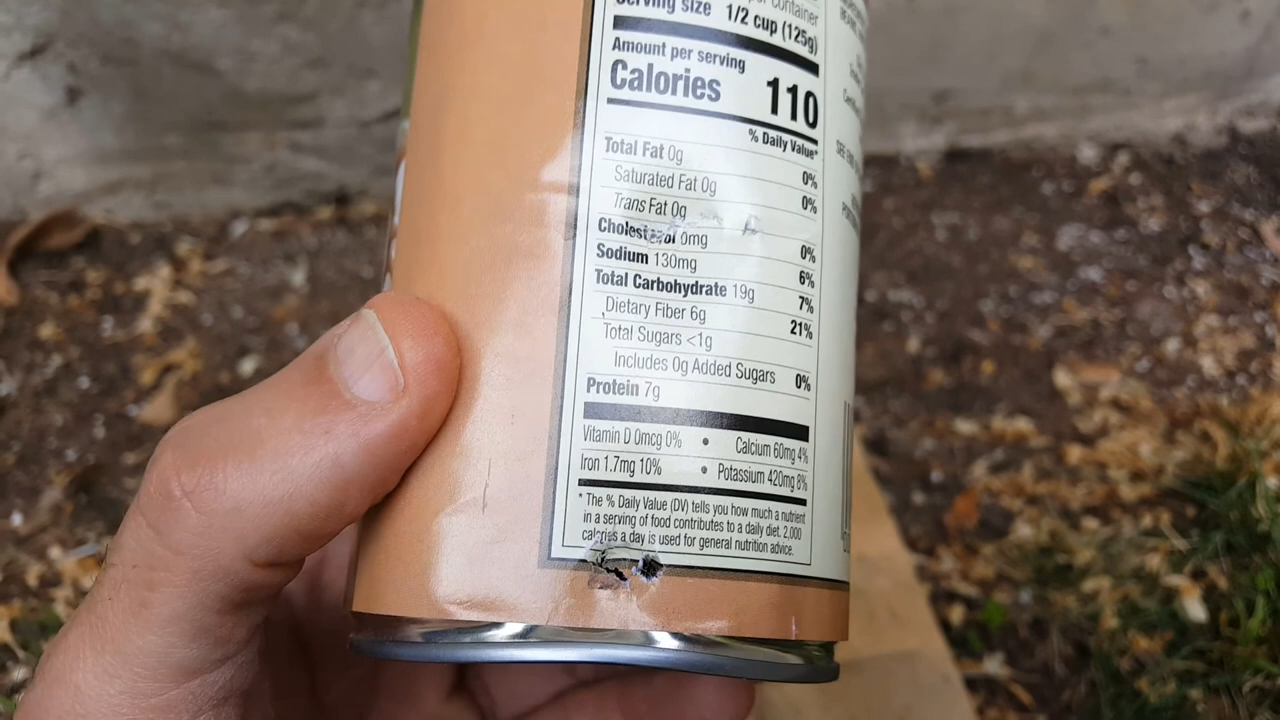 per container
Serving size 1/2 cup (125g)
Amount per serving
Calories 110
% Daily Value*
Total Fat 0g 0%
Saturated Fat 0g 0%
Trans Fat 0g
Cholesterol 0mg 0%
Sodium 130mg 6%
Total Carbohydrate 19g 7%
Dietary Fiber 6g 21%
Total Sugars <1g
Includes 0g Added Sugars 0%
Protein 7g
Vitamin D 0mcg 0% • Calcium 60mg 4%
Iron 1.7mg 10% • Potassium 420mg 8%
* The % Daily Value (DV) tells you how much a nutrient
in a serving of food contributes to a daily diet. 2,000
calories a day is used for general nutrition advice.